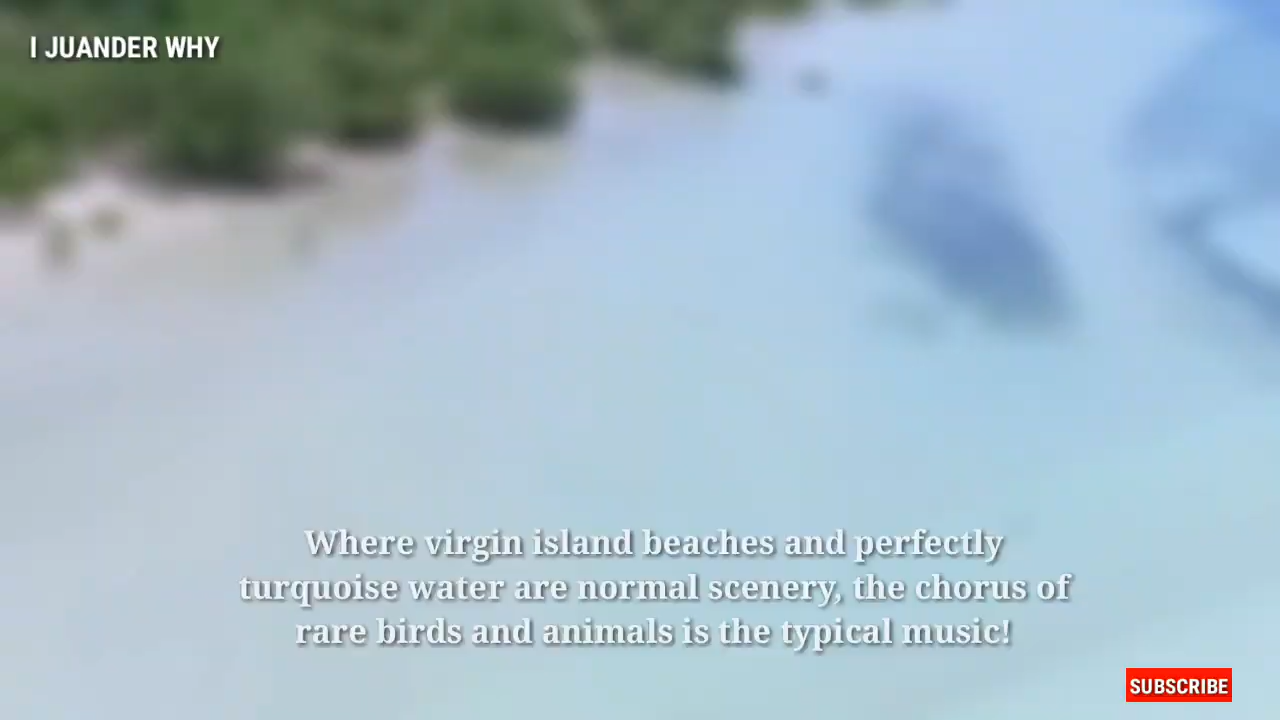 I JUANDER WHY
Where virgin island beaches and perfectly
turquoise water are normal scenery, the chorus of
rare birds and animals is the typical music!
SUBSCRIBE